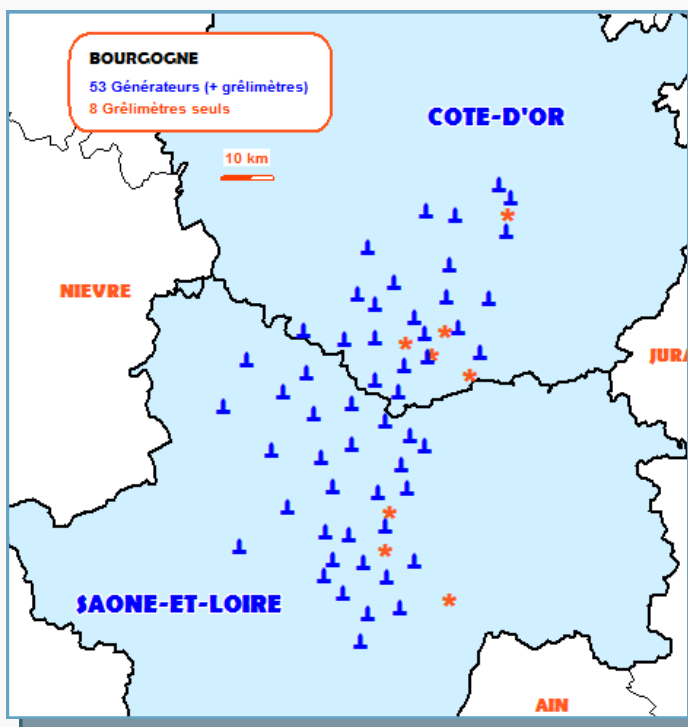 BOURGOGNE
53 Générateurs (+ grêlimètres)
8 Grêlimètres seuls
COTE-D'OR
10 km
NIEVRE
JURA
SAONE-ET-LOIRE
AIN